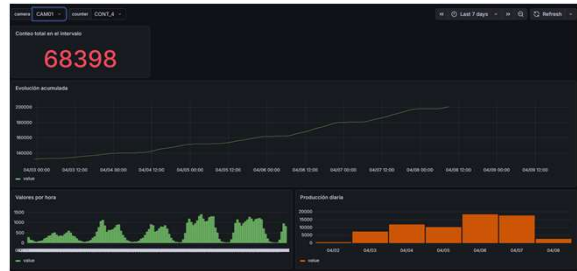 camera CAM01 counter CONT_4 Last 7 days Refresh
Conteo total en el intervalo
68398
Evolución acumulada
200000
180000
160000
140000
04/03 00:00 04/03 12:00 04/04 00:00 04/04 12:00 04/05 00:00 04/05 12:00 04/06 00:00 04/06 12:00 04/07 00:00 04/07 12:00 04/08 00:00 04/08 12:00 04/09 00:00 04/09 12:00
value
Valores por hora Producción diaria
1500
1000
500
0
20000
15000
10000
5000
0
04/02 04/03 04/04 04/05 04/06 04/07 04/08
value value